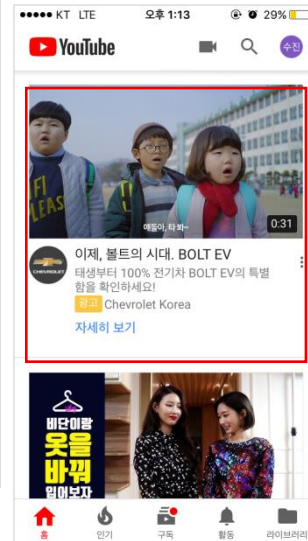 KT LTE 오후 1:13 29%
YouTube 수진
FI
LEAS
얘들아, 타 봐~
0:31
CHEVROLET
이제, 볼트의 시대. BOLT EV
태생부터 100% 전기차 BOLT EV의 특별
함을 확인하세요!
광고 Chevrolet Korea
자세히 보기
비단이랑
옷을
바꿔
입어보자
홈 인기 구독 활동 라이브러리